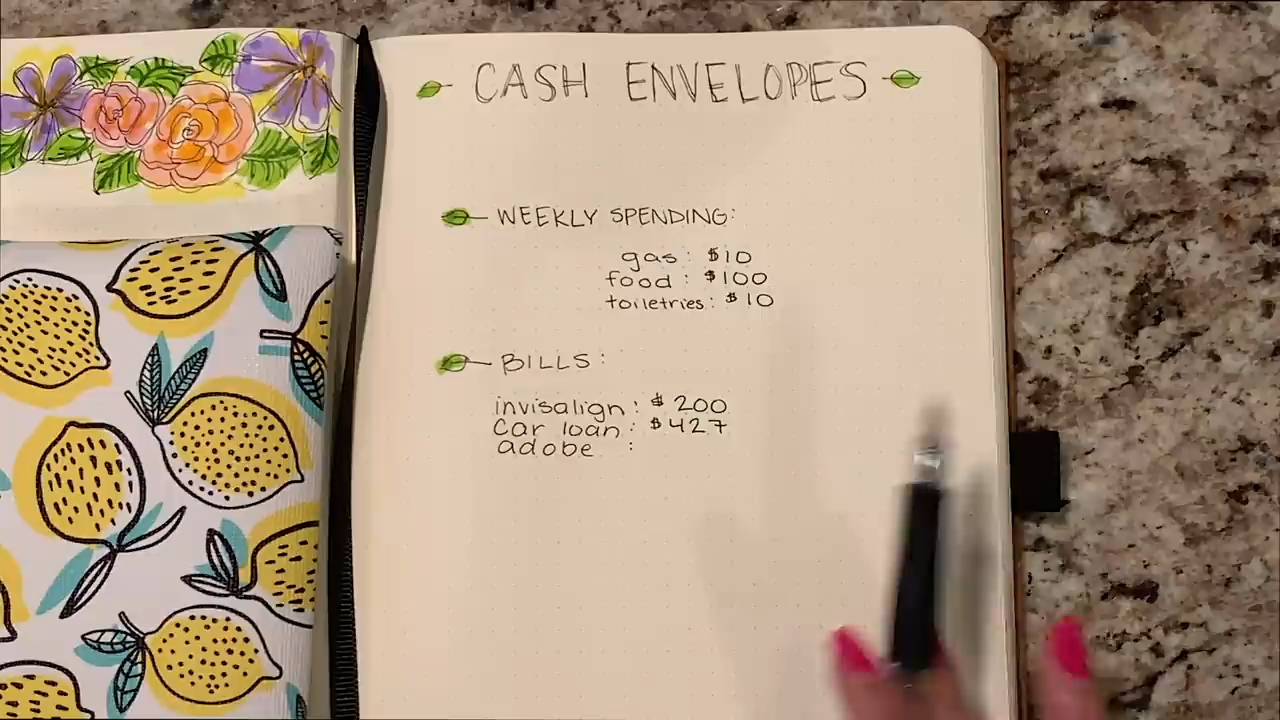 CASH ENVELOPES
WEEKLY SPENDING:
gas: $10
food: $100
toiletries: $10
BILLS:
invisalign: $200
car loan: $427
adobe :